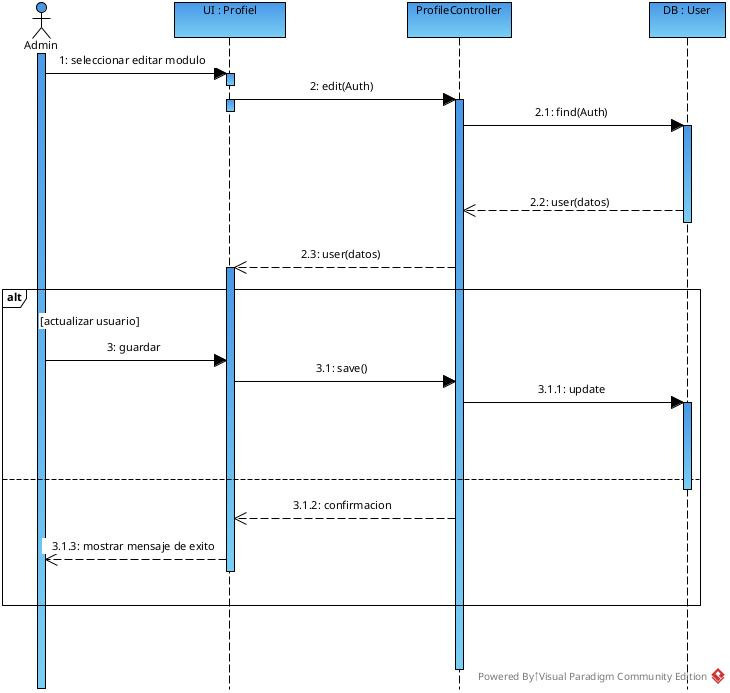 UI : Profiel
ProfileController
DB : User
Admin
1: seleccionar editar modulo
2: edit(Auth)
2.1: find(Auth)
2.2: user(datos)
2.3: user(datos)
alt
[actualizar usuario]
3: guardar
3.1: save()
3.1.1: update
3.1.2: confirmacion
3.1.3: mostrar mensaje de exito
Powered By Visual Paradigm Community Edition